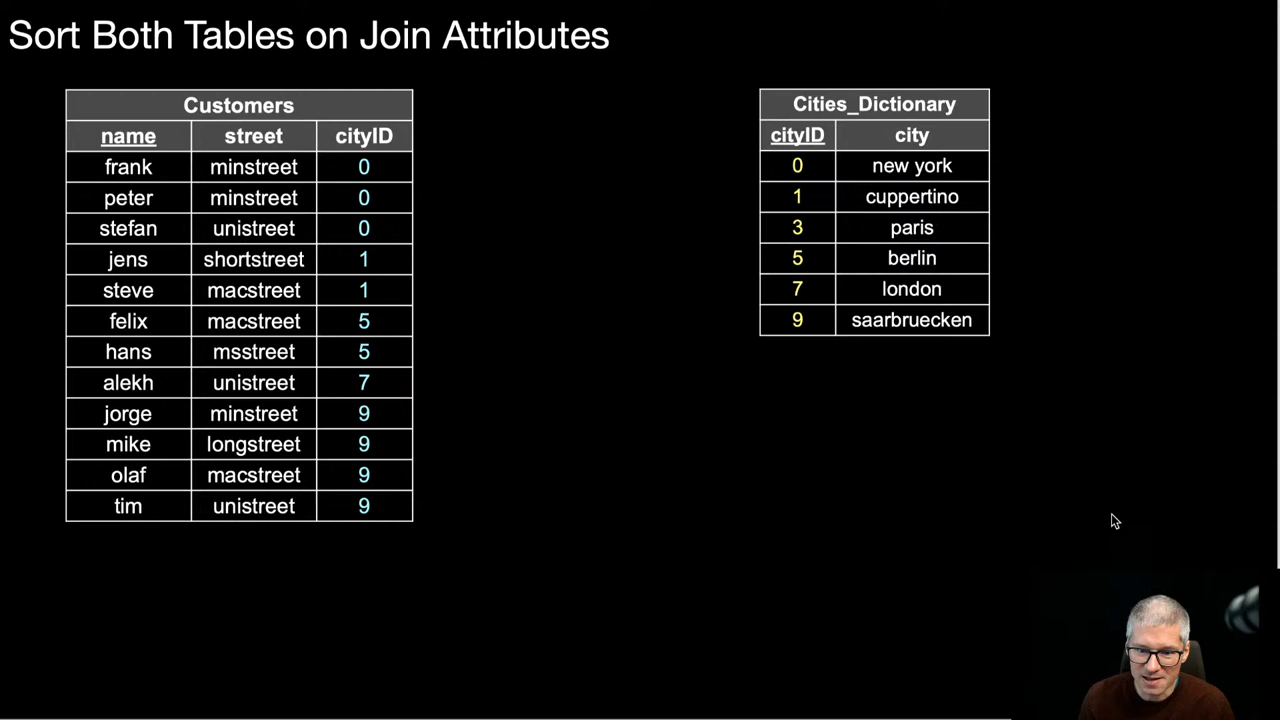 Sort Both Tables on Join Attributes
Customers
name street cityID
frank minstreet 0
peter minstreet 0
stefan unistreet 0
jens shortstreet 1
steve macstreet 1
felix macstreet 5
hans msstreet 5
alekh unistreet 7
jorge minstreet 9
mike longstreet 9
olaf macstreet 9
tim unistreet 9
Cities_Dictionary
cityID city
0 new york
1 cuppertino
3 paris
5 berlin
7 london
9 saarbruecken